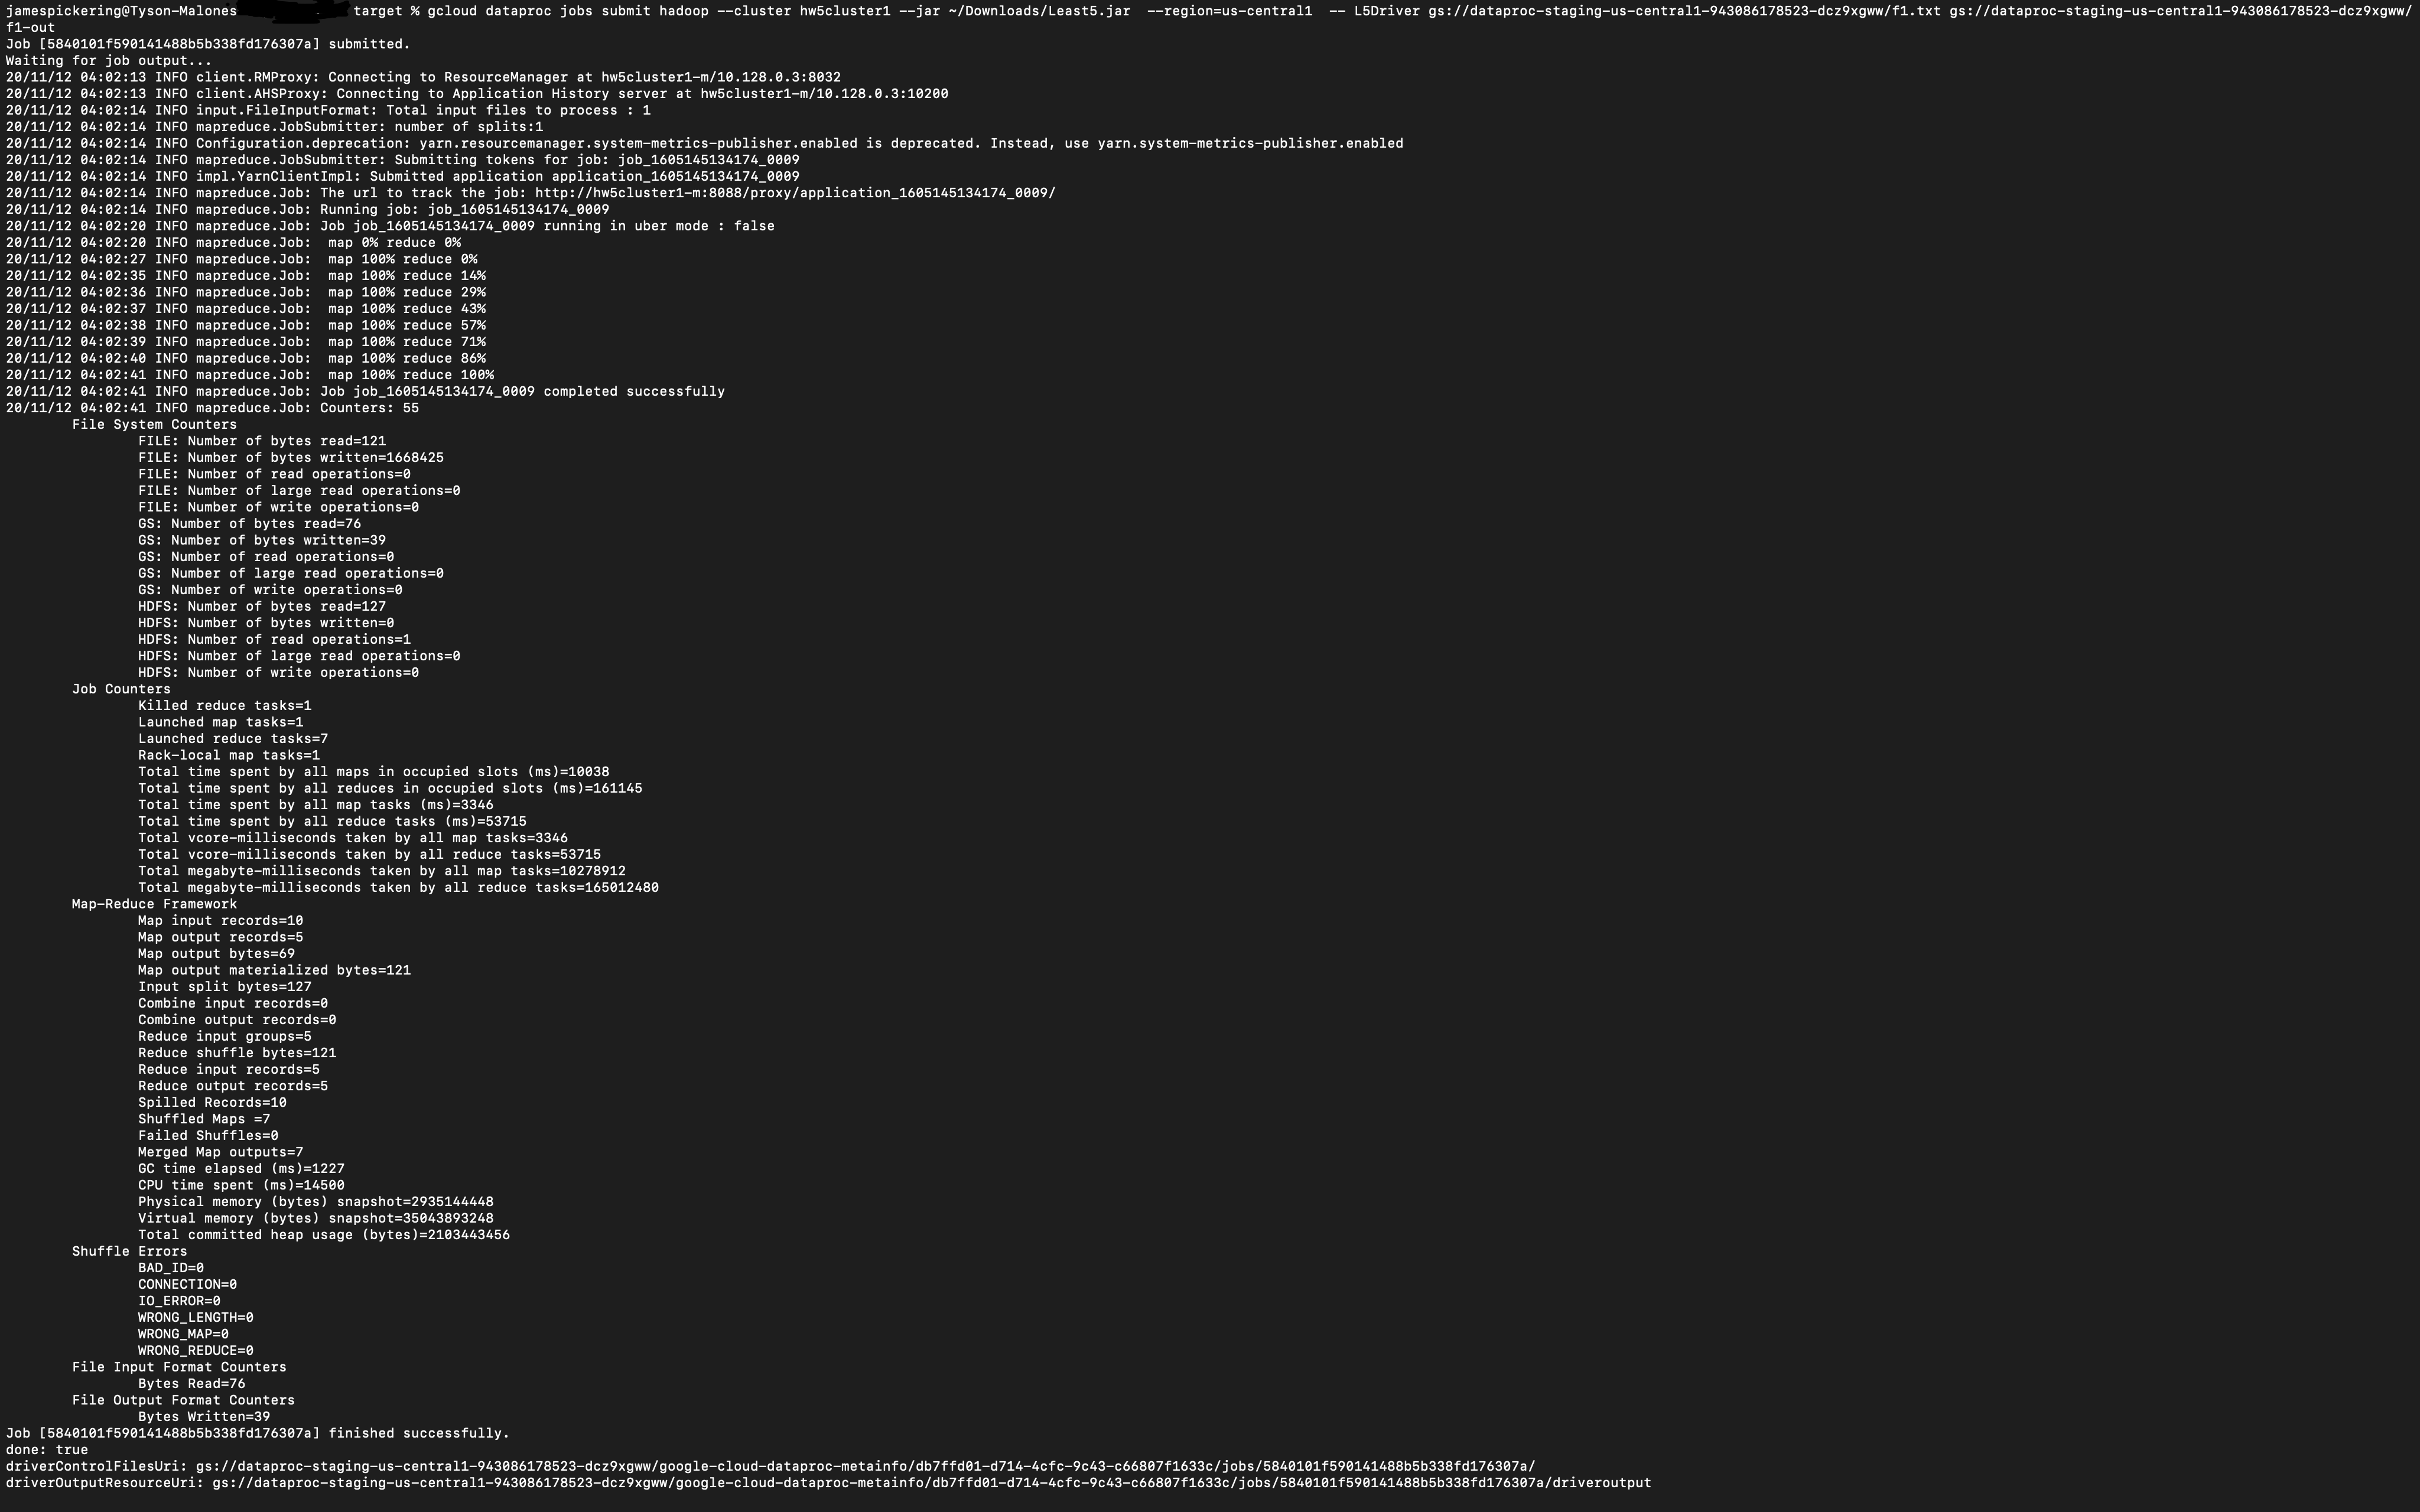 jamespickering@Tyson-Malones target % gcloud dataproc jobs submit hadoop --cluster hw5cluster1 --jar ~/Downloads/Least5.jar  --region=us-central1  -- L5Driver gs://dataproc-staging-us-central1-943086178523-dcz9xgww/f1.txt gs://dataproc-staging-us-central1-943086178523-dcz9xgww/
f1-out
Job [5840101f590141488b5b338fd176307a] submitted.
Waiting for job output...
20/11/12 04:02:13 INFO client.RMProxy: Connecting to ResourceManager at hw5cluster1-m/10.128.0.3:8032
20/11/12 04:02:13 INFO client.AHSProxy: Connecting to Application History server at hw5cluster1-m/10.128.0.3:10200
20/11/12 04:02:14 INFO input.FileInputFormat: Total input files to process : 1
20/11/12 04:02:14 INFO mapreduce.JobSubmitter: number of splits:1
20/11/12 04:02:14 INFO Configuration.deprecation: yarn.resourcemanager.system-metrics-publisher.enabled is deprecated. Instead, use yarn.system-metrics-publisher.enabled
20/11/12 04:02:14 INFO mapreduce.JobSubmitter: Submitting tokens for job: job_1605145134174_0009
20/11/12 04:02:14 INFO impl.YarnClientImpl: Submitted application application_1605145134174_0009
20/11/12 04:02:14 INFO mapreduce.Job: The url to track the job: http://hw5cluster1-m:8088/proxy/application_1605145134174_0009/
20/11/12 04:02:14 INFO mapreduce.Job: Running job: job_1605145134174_0009
20/11/12 04:02:20 INFO mapreduce.Job: Job job_1605145134174_0009 running in uber mode : false
20/11/12 04:02:20 INFO mapreduce.Job:  map 0% reduce 0%
20/11/12 04:02:27 INFO mapreduce.Job:  map 100% reduce 0%
20/11/12 04:02:35 INFO mapreduce.Job:  map 100% reduce 14%
20/11/12 04:02:36 INFO mapreduce.Job:  map 100% reduce 29%
20/11/12 04:02:37 INFO mapreduce.Job:  map 100% reduce 43%
20/11/12 04:02:38 INFO mapreduce.Job:  map 100% reduce 57%
20/11/12 04:02:39 INFO mapreduce.Job:  map 100% reduce 71%
20/11/12 04:02:40 INFO mapreduce.Job:  map 100% reduce 86%
20/11/12 04:02:41 INFO mapreduce.Job:  map 100% reduce 100%
20/11/12 04:02:41 INFO mapreduce.Job: Job job_1605145134174_0009 completed successfully
20/11/12 04:02:41 INFO mapreduce.Job: Counters: 55
File System Counters
FILE: Number of bytes read=121
FILE: Number of bytes written=1668425
FILE: Number of read operations=0
FILE: Number of large read operations=0
FILE: Number of write operations=0
GS: Number of bytes read=76
GS: Number of bytes written=39
GS: Number of read operations=0
GS: Number of large read operations=0
GS: Number of write operations=0
HDFS: Number of bytes read=127
HDFS: Number of bytes written=0
HDFS: Number of read operations=1
HDFS: Number of large read operations=0
HDFS: Number of write operations=0
Job Counters
Killed reduce tasks=1
Launched map tasks=1
Launched reduce tasks=7
Rack-local map tasks=1
Total time spent by all maps in occupied slots (ms)=10038
Total time spent by all reduces in occupied slots (ms)=161145
Total time spent by all map tasks (ms)=3346
Total time spent by all reduce tasks (ms)=53715
Total vcore-milliseconds taken by all map tasks=3346
Total vcore-milliseconds taken by all reduce tasks=53715
Total megabyte-milliseconds taken by all map tasks=10278912
Total megabyte-milliseconds taken by all reduce tasks=165012480
Map-Reduce Framework
Map input records=10
Map output records=5
Map output bytes=69
Map output materialized bytes=121
Input split bytes=127
Combine input records=0
Combine output records=0
Reduce input groups=5
Reduce shuffle bytes=121
Reduce input records=5
Reduce output records=5
Spilled Records=10
Shuffled Maps =7
Failed Shuffles=0
Merged Map outputs=7
GC time elapsed (ms)=1227
CPU time spent (ms)=14500
Physical memory (bytes) snapshot=2935144448
Virtual memory (bytes) snapshot=35043893248
Total committed heap usage (bytes)=2103443456
Shuffle Errors
BAD_ID=0
CONNECTION=0
IO_ERROR=0
WRONG_LENGTH=0
WRONG_MAP=0
WRONG_REDUCE=0
File Input Format Counters
Bytes Read=76
File Output Format Counters
Bytes Written=39
Job [5840101f590141488b5b338fd176307a] finished successfully.
done: true
driverControlFilesUri: gs://dataproc-staging-us-central1-943086178523-dcz9xgww/google-cloud-dataproc-metainfo/db7ffd01-d714-4cfc-9c43-c66807f1633c/jobs/5840101f590141488b5b338fd176307a/
driverOutputResourceUri: gs://dataproc-staging-us-central1-943086178523-dcz9xgww/google-cloud-dataproc-metainfo/db7ffd01-d714-4cfc-9c43-c66807f1633c/jobs/5840101f590141488b5b338fd176307a/driveroutput